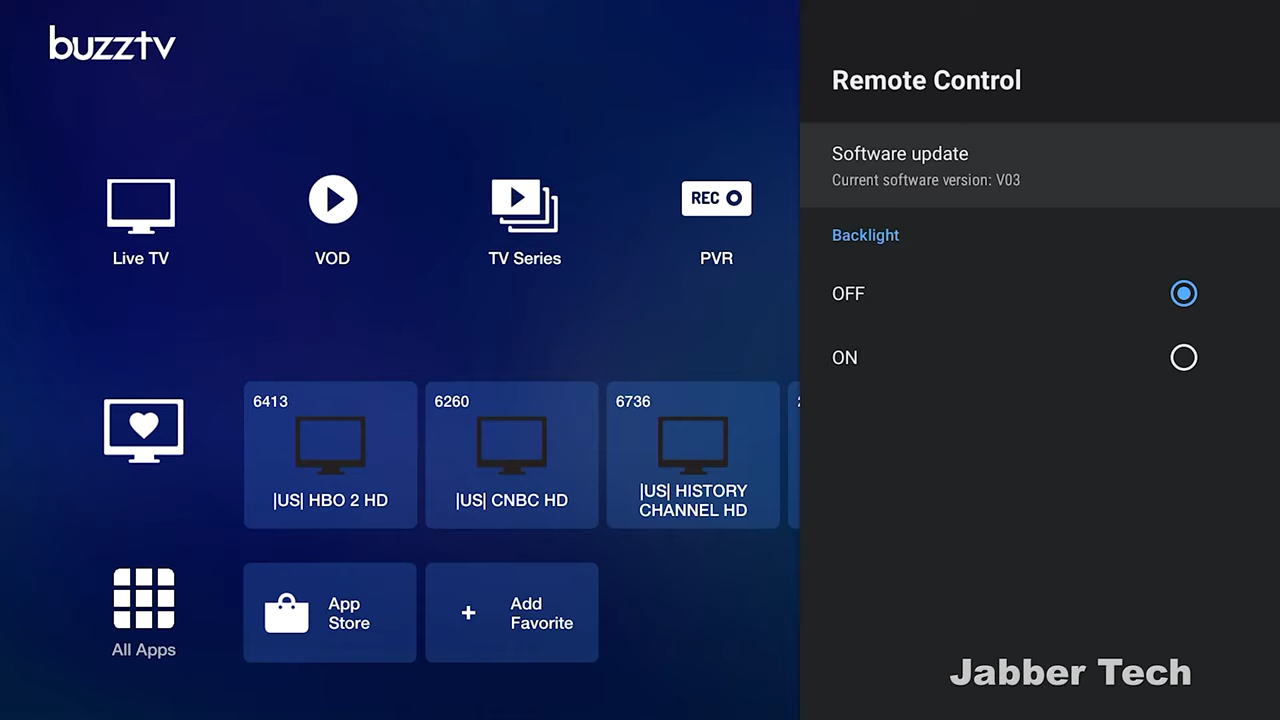 buzztv
Live TV
VOD
TV Series
REC
PVR
6413
|US| HBO 2 HD
6260
|US| CNBC HD
6736
|US| HISTORY
CHANNEL HD
All Apps
App
Store
+
Add
Favorite
Remote Control
Software update
Current software version: V03
Backlight
OFF
ON
Jabber Tech